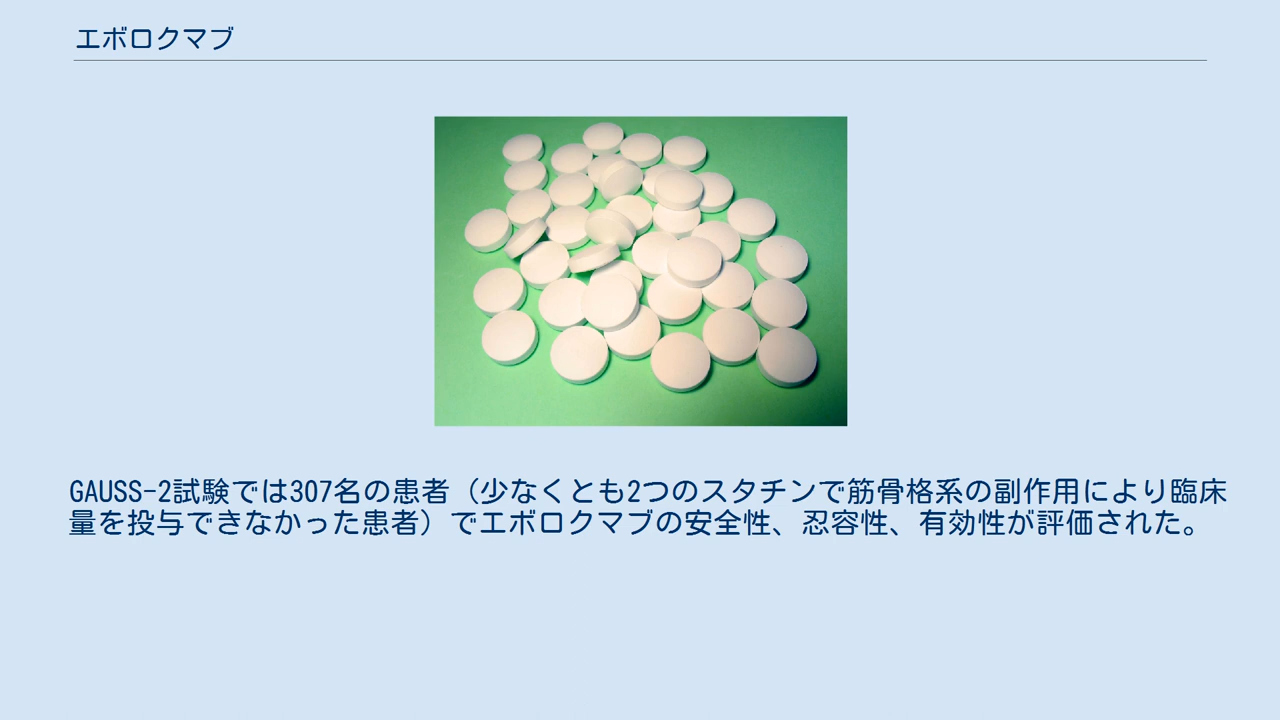 エボロクマブ
GAUSS-2試験では307名の患者（少なくとも2つのスタチンで筋骨格系の副作用により臨床
量を投与できなかった患者）でエボロクマブの安全性、忍容性、有効性が評価された。